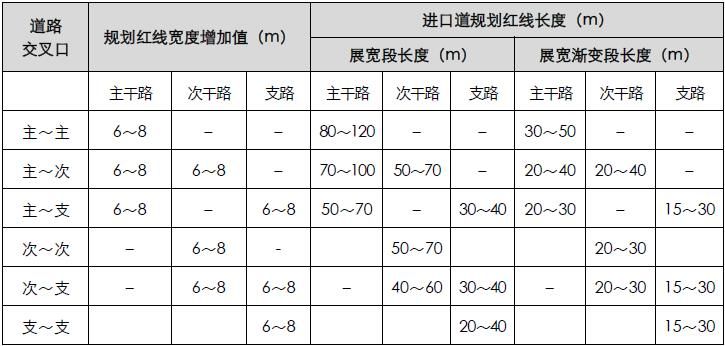 道路交叉口 规划红线宽度增加值（m） 进口道规划红线长度（m）
展宽段长度（m） 展宽渐变段长度（m）
主干路 次干路 支路 主干路 次干路 支路 主干路 次干路 支路
主～主 6～8 – – 80～120 – – 30～50 – –
主～次 6～8 6～8 – 70～100 50～70 – 20～40 20～40 –
主～支 6～8 – 6～8 50～70 – 30～40 20～30 – 15～30
次～次 – 6～8 - 50～70 20～30
次～支 – 6～8 6～8 – 40～60 30～40 – 20～30 15～30
支～支 6～8 20～40 15～30